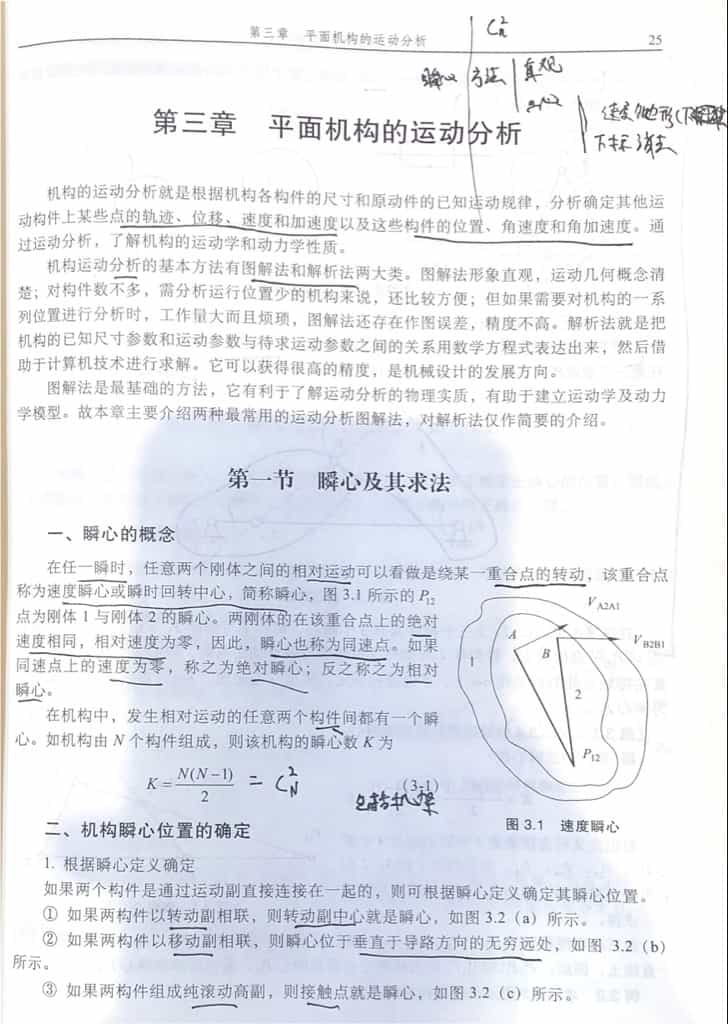 第三章 平面机构的运动分析
25
C²ₙ
瞬心 方法 直观
第三章 平面机构的运动分析
机构的运动分析就是根据机构各构件的尺寸和原动件的已知运动规律，分析确定其他运
动构件上某些点的轨迹、位移、速度和加速度以及这些构件的位置、角速度和角加速度。通
过运动分析，了解机构的运动学和动力学性质。
机构运动分析的基本方法有图解法和解析法两大类。图解法形象直观，运动几何概念清
楚；对构件数不多，需分析运行位置少的机构来说，还比较方便；但如果需要对机构的一系
列位置进行分析时，工作量大而且烦琐，图解法还存在作图误差，精度不高。解析法就是把
机构的已知尺寸参数和运动参数与待求运动参数之间的关系用数学方程式表达出来，然后借
助于计算机技术进行求解。它可以获得很高的精度，是机械设计的发展方向。
图解法是最基础的方法，它有利于了解运动分析的物理实质，有助于建立运动学及动力
学模型。故本章主要介绍两种最常用的运动分析图解法，对解析法仅作简要的介绍。
第一节 瞬心及其求法
一、瞬心的概念
在任一瞬时，任意两个刚体之间的相对运动可以看做是绕某一重合点的转动，该重合点
称为速度瞬心或瞬时回转中心，简称瞬心，图 3.1 所示的 P₁₂
点为刚体 1 与刚体 2 的瞬心。两刚体的在该重合点上的绝对
速度相同，相对速度为零，因此，瞬心也称为同速点。如果
同速点上的速度为零，称之为绝对瞬心；反之称之为相对
瞬心。
在机构中，发生相对运动的任意两个构件间都有一个瞬
心。如机构由 N 个构件组成，则该机构的瞬心数 K 为
K = N(N−1)/2 = C²_N (3-1)
包括机架
V_A2A1
V_B2B1
A
B
1
2
P₁₂
图 3.1 速度瞬心
二、机构瞬心位置的确定
1. 根据瞬心定义确定
如果两个构件是通过运动副直接连接在一起的，则可根据瞬心定义确定其瞬心位置。
① 如果两构件以转动副相联，则转动副中心就是瞬心，如图 3.2（a）所示。
② 如果两构件以移动副相联，则瞬心位于垂直于导路方向的无穷远处，如图 3.2（b）
所示。
③ 如果两构件组成纯滚动高副，则接触点就是瞬心，如图 3.2（c）所示。